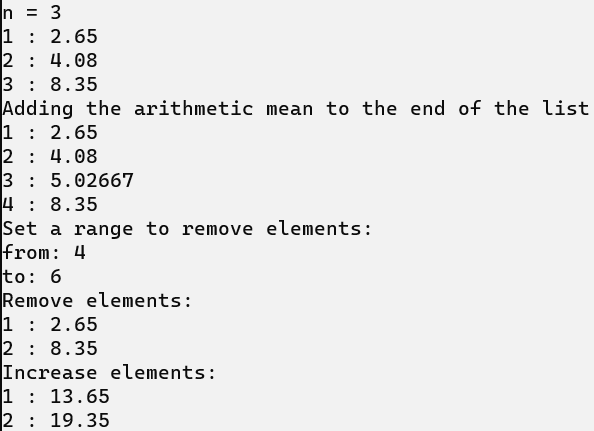 n = 3
1 : 2.65
2 : 4.08
3 : 8.35
Adding the arithmetic mean to the end of the list
1 : 2.65
2 : 4.08
3 : 5.02667
4 : 8.35
Set a range to remove elements:
from: 4
to: 6
Remove elements:
1 : 2.65
2 : 8.35
Increase elements:
1 : 13.65
2 : 19.35